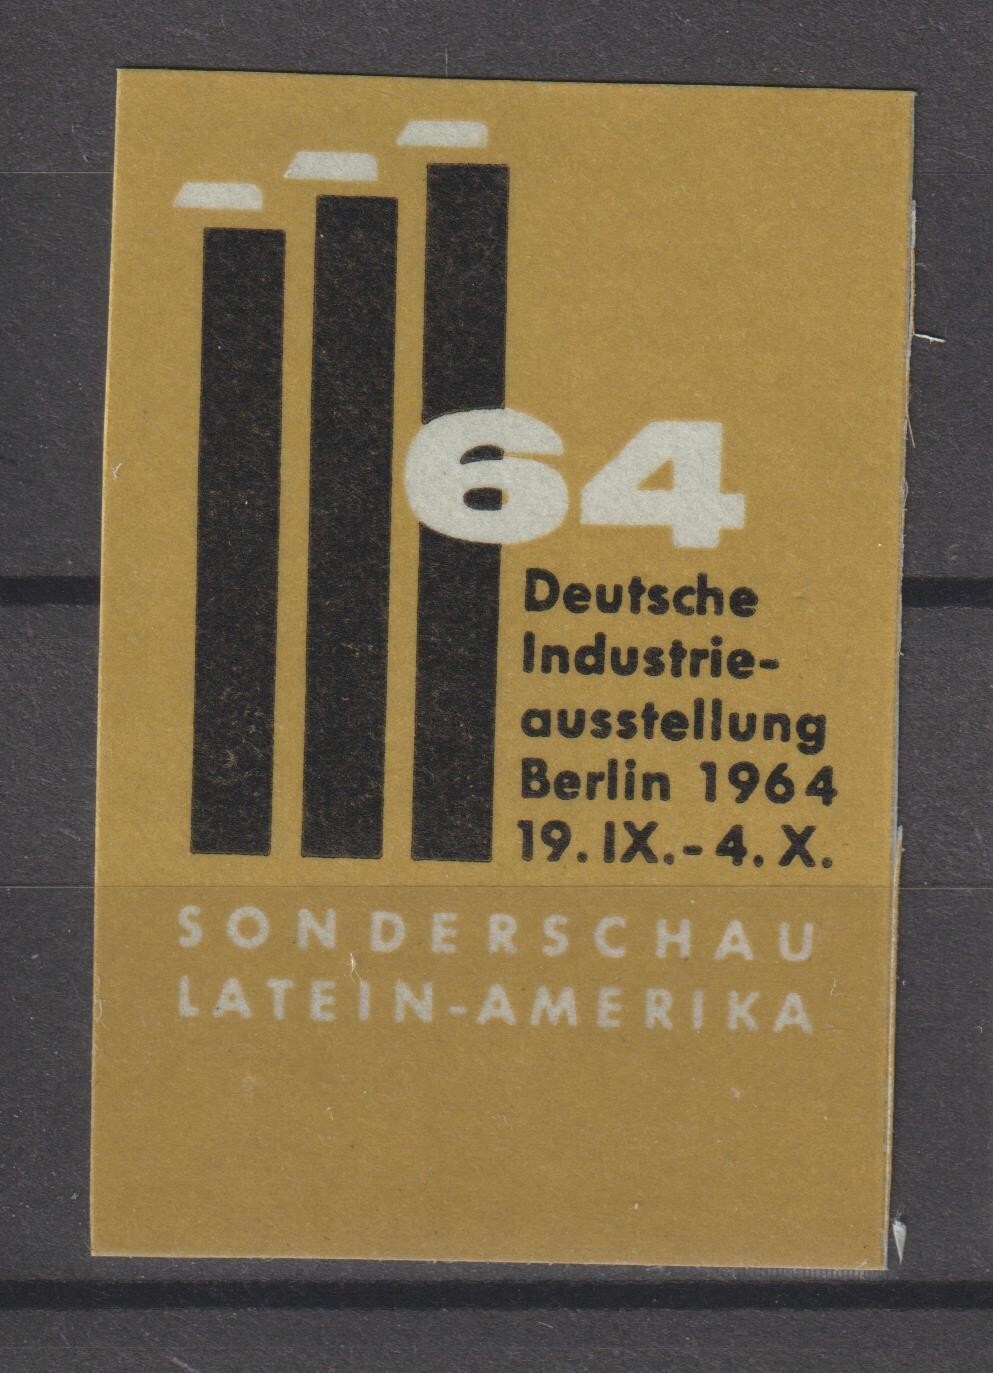 64
Deutsche
Industrie-
ausstellung
Berlin 1964
19. IX. - 4. X.
SONDERSCHAU
LATEIN-AMERIKA